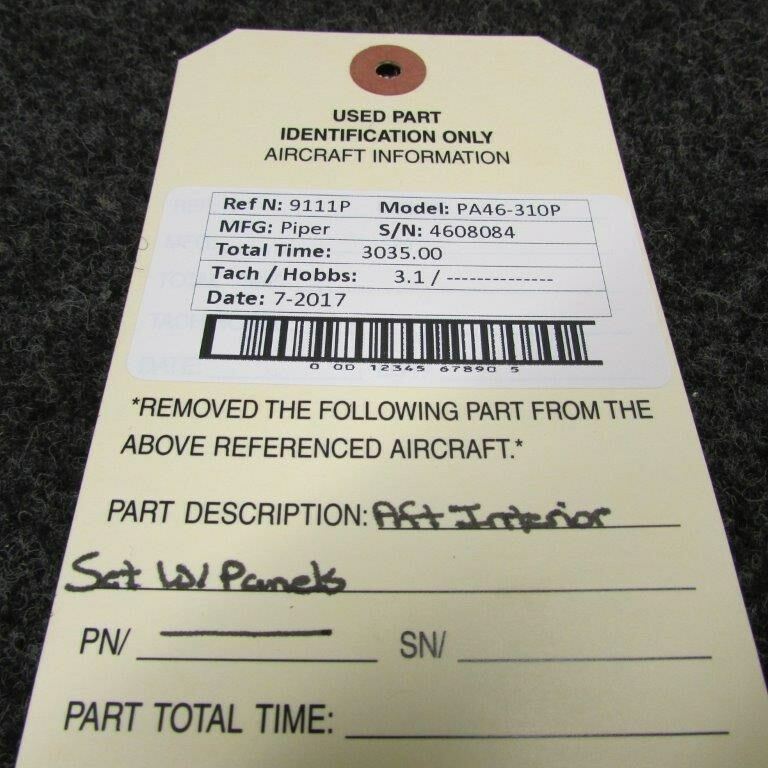 USED PART
IDENTIFICATION ONLY
AIRCRAFT INFORMATION
Ref N: 9111P Model: PA46-310P
MFG: Piper S/N: 4608084
Total Time: 3035.00
Tach / Hobbs: 3.1 / --------------
Date: 7-2017
0 00 12345 67890 5
*REMOVED THE FOLLOWING PART FROM THE
ABOVE REFERENCED AIRCRAFT.*
PART DESCRIPTION: Aft Interior
Set W/ Panels
PN/ — SN/
PART TOTAL TIME: